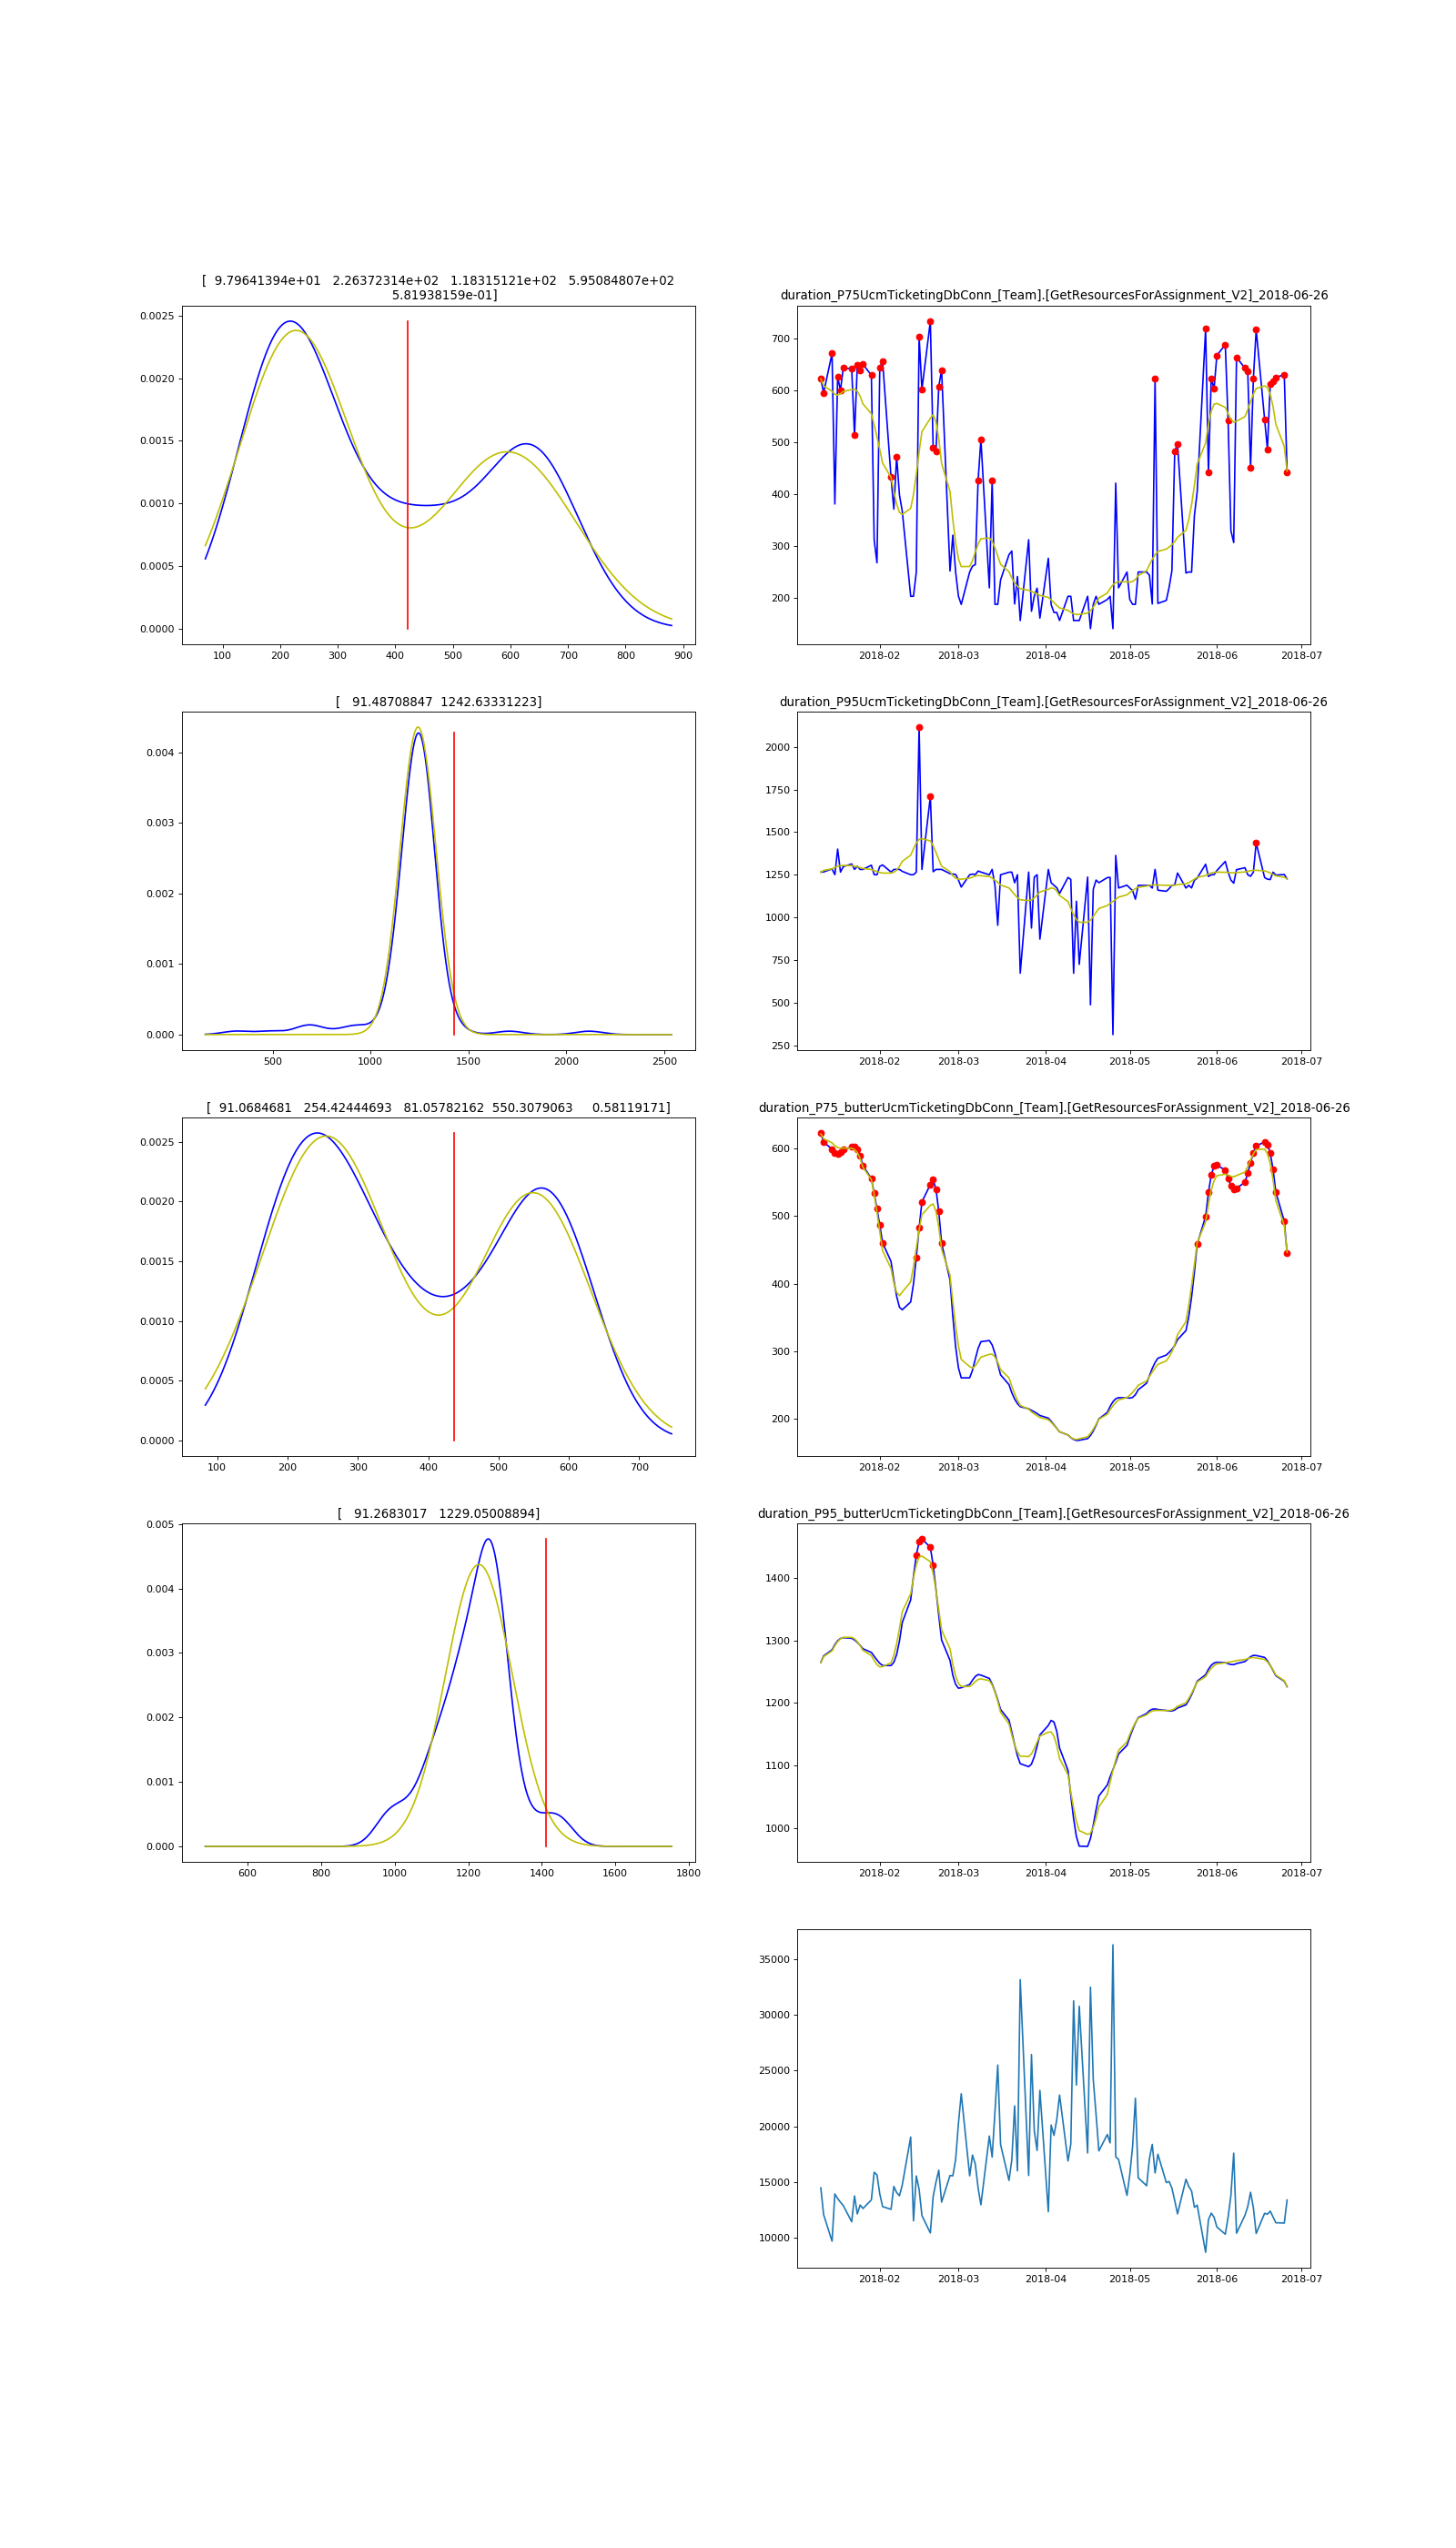 [  9.79641394e+01   2.26372314e+02   1.18315121e+02   5.95084807e+02
5.81938159e-01]
0.0025
0.0020
0.0015
0.0010
0.0005
0.0000
100 200 300 400 500 600 700 800 900
duration_P75UcmTicketingDbConn_[Team].[GetResourcesForAssignment_V2]_2018-06-26
700
600
500
400
300
200
2018-02 2018-03 2018-04 2018-05 2018-06 2018-07
[   91.48708847  1242.63331223]
0.004
0.003
0.002
0.001
0.000
500 1000 1500 2000 2500
duration_P95UcmTicketingDbConn_[Team].[GetResourcesForAssignment_V2]_2018-06-26
2000
1750
1500
1250
1000
750
500
250
2018-02 2018-03 2018-04 2018-05 2018-06 2018-07
[  91.0684681   254.42444693   81.05782162  550.3079063     0.58119171]
0.0025
0.0020
0.0015
0.0010
0.0005
0.0000
100 200 300 400 500 600 700
duration_P75_butterUcmTicketingDbConn_[Team].[GetResourcesForAssignment_V2]_2018-06-26
600
500
400
300
200
2018-02 2018-03 2018-04 2018-05 2018-06 2018-07
[   91.2683017   1229.05008894]
0.005
0.004
0.003
0.002
0.001
0.000
600 800 1000 1200 1400 1600 1800
duration_P95_butterUcmTicketingDbConn_[Team].[GetResourcesForAssignment_V2]_2018-06-26
1400
1300
1200
1100
1000
2018-02 2018-03 2018-04 2018-05 2018-06 2018-07
35000
30000
25000
20000
15000
10000
2018-02 2018-03 2018-04 2018-05 2018-06 2018-07